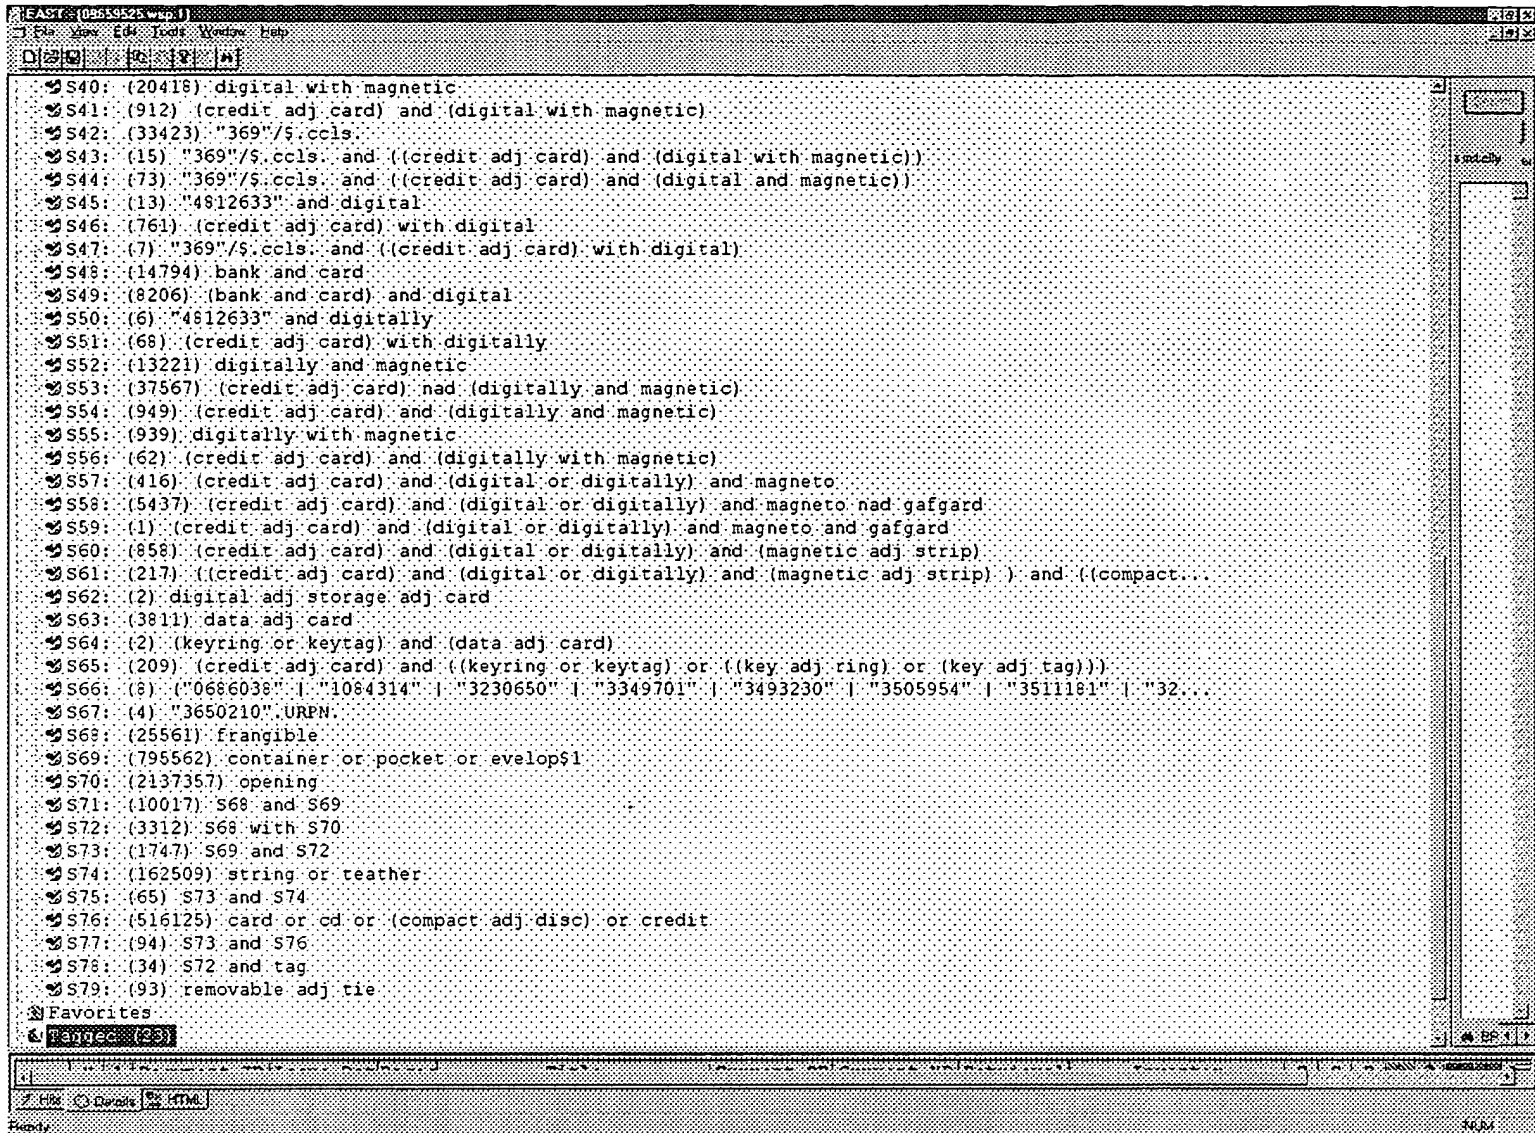 EAST - [09659525.wsp:1]
File View Edit Tools Window Help
S40: (20418) digital with magnetic
S41: (912) (credit adj card) and (digital with magnetic)
S42: (33423) "369"/$.ccls.
S43: (15) "369"/$.ccls. and ((credit adj card) and (digital with magnetic))
S44: (73) "369"/$.ccls. and ((credit adj card) and (digital and magnetic))
S45: (13) "4812633" and digital
S46: (761) (credit adj card) with digital
S47: (7) "369"/$.ccls. and ((credit adj card) with digital)
S48: (14794) bank and card
S49: (8206) (bank and card) and digital
S50: (6) "4812633" and digitally
S51: (68) (credit adj card) with digitally
S52: (13221) digitally and magnetic
S53: (37567) (credit adj card) nad (digitally and magnetic)
S54: (949) (credit adj card) and (digitally and magnetic)
S55: (939) digitally with magnetic
S56: (62) (credit adj card) and (digitally with magnetic)
S57: (416) (credit adj card) and (digital or digitally) and magneto
S58: (5437) (credit adj card) and (digital or digitally) and magneto nad gafgard
S59: (1) (credit adj card) and (digital or digitally) and magneto and gafgard
S60: (858) (credit adj card) and (digital or digitally) and (magnetic adj strip)
S61: (217) ((credit adj card) and (digital or digitally) and (magnetic adj strip) ) and ((compact...
S62: (2) digital adj storage adj card
S63: (3811) data adj card
S64: (2) (keyring or keytag) and (data adj card)
S65: (209) (credit adj card) and ((keyring or keytag) or ((key adj ring) or (key adj tag)))
S66: (8) ("0686038" | "1084314" | "3230650" | "3349701" | "3493230" | "3505954" | "3511181" | "32...
S67: (4) "3650210".URPN.
S68: (25561) frangible
S69: (795562) container or pocket or evelop$1
S70: (2137357) opening
S71: (10017) S68 and S69
S72: (3312) S68 with S70
S73: (1747) S69 and S72
S74: (162509) string or teather
S75: (65) S73 and S74
S76: (516125) card or cd or (compact adj disc) or credit
S77: (94) S73 and S76
S78: (34) S72 and tag
S79: (93) removable adj tie
Favorites
Hits Details HTML
Ready
NUM